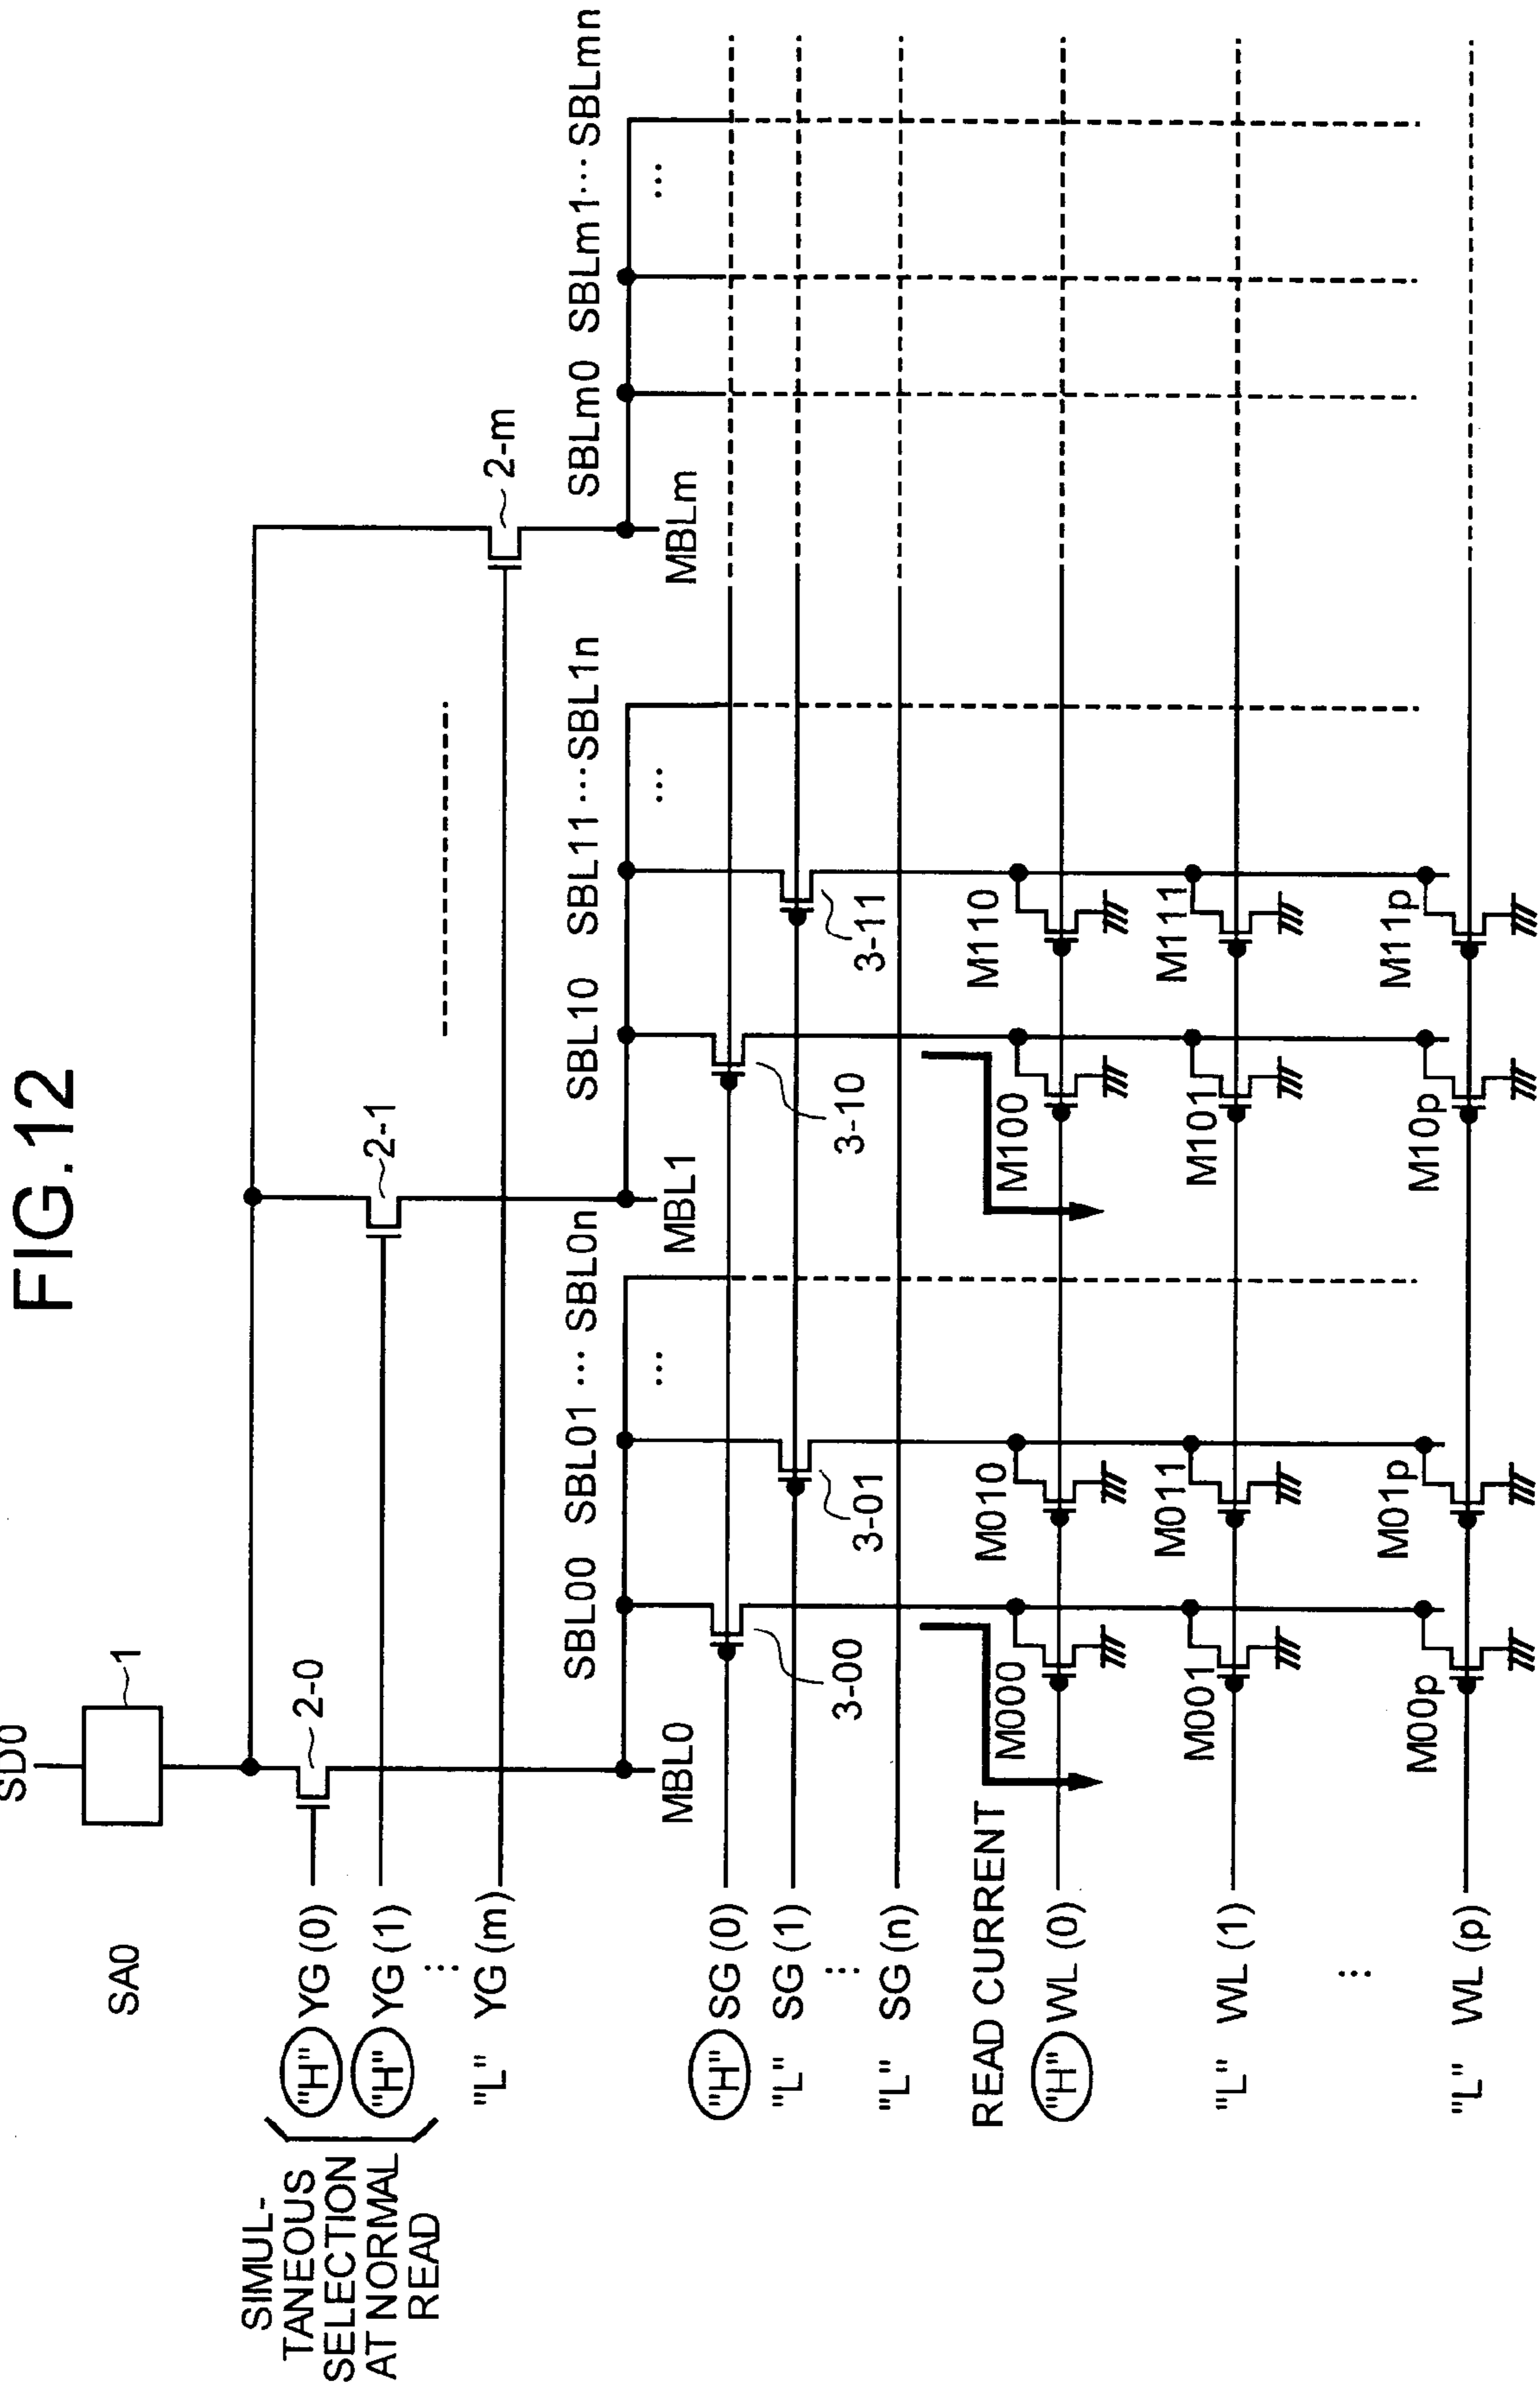 FIG.12
SD0
1
SA0
2-0
2-1
2-m
"H" YG (0)
"H" YG (1)
⋮
"L" YG (m)
SIMUL-
TANEOUS
SELECTION
AT NORMAL
READ
SBL00 SBL01 ··· SBL0n
SBL10 SBL11 ···SBL1n
SBLm0 SBLm1···SBLmn
...
...
...
MBL0
MBL1
MBLm
"H" SG (0)
"L" SG (1)
⋮
"L" SG (n)
3-00
3-01
3-10
3-11
READ CURRENT
"H" WL (0)
M000
M010
M100
M110
"L" WL (1)
M001
M011
M101
M111
⋮
"L" WL (p)
M00p
M01p
M10p
M11p